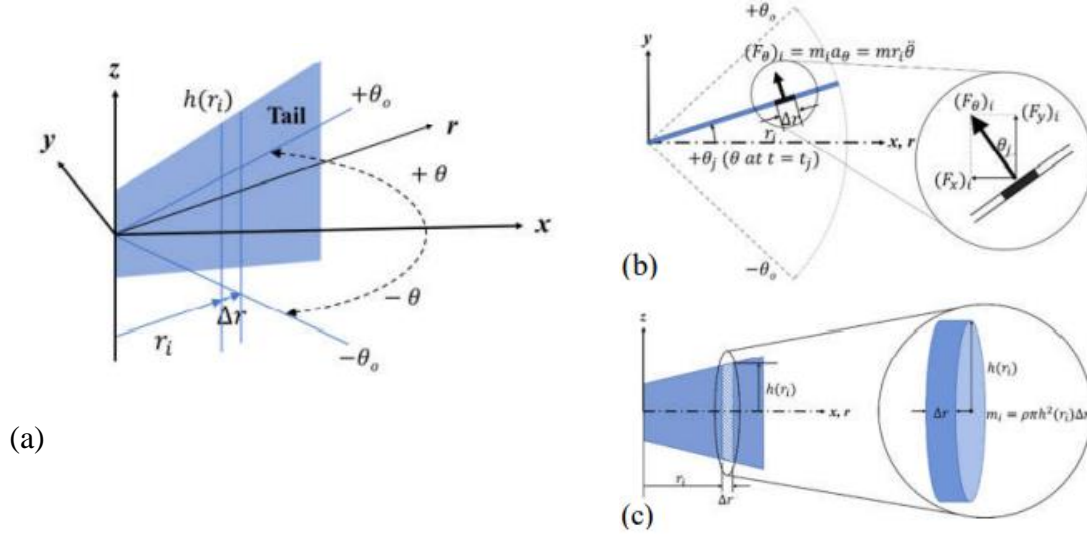 z
h(r_i)
+θ_o
Tail
r
y
+ θ
x
− θ
Δr
r_i
−θ_o
(a)
+θ_o
y
(F_θ)_i = m_i a_θ = m r_i θ̈
Δr
r_i
x, r
+θ_j (θ at t = t_j)
(F_θ)_i
(F_y)_i
θ_j
(F_x)_i
−θ_o
(b)
z
h(r_i)
x, r
r_i
Δr
h(r_i)
Δr
m_i = ρπh²(r_i)Δr
(c)